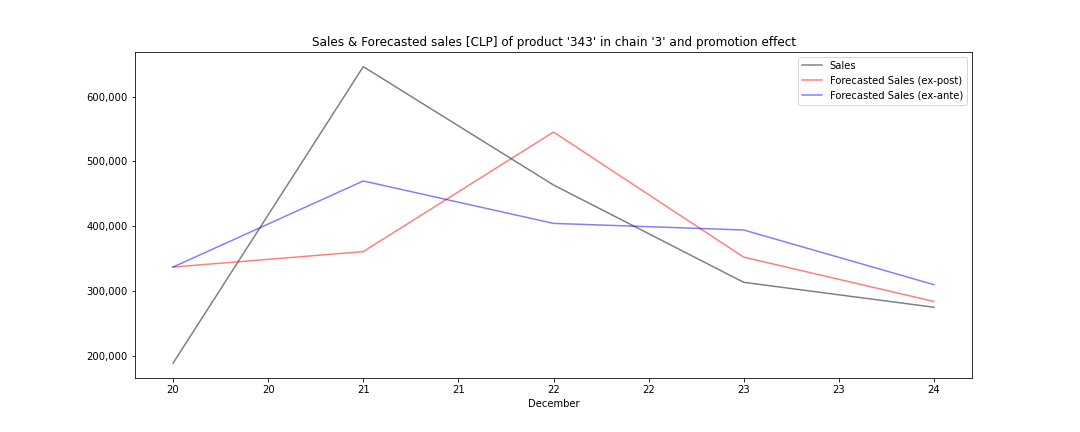 Sales & Forecasted sales [CLP] of product '343' in chain '3' and promotion effect
Sales
Forecasted Sales (ex-post)
Forecasted Sales (ex-ante)
600,000
500,000
400,000
300,000
200,000
20 20 21 21 22 22 23 23 24
December